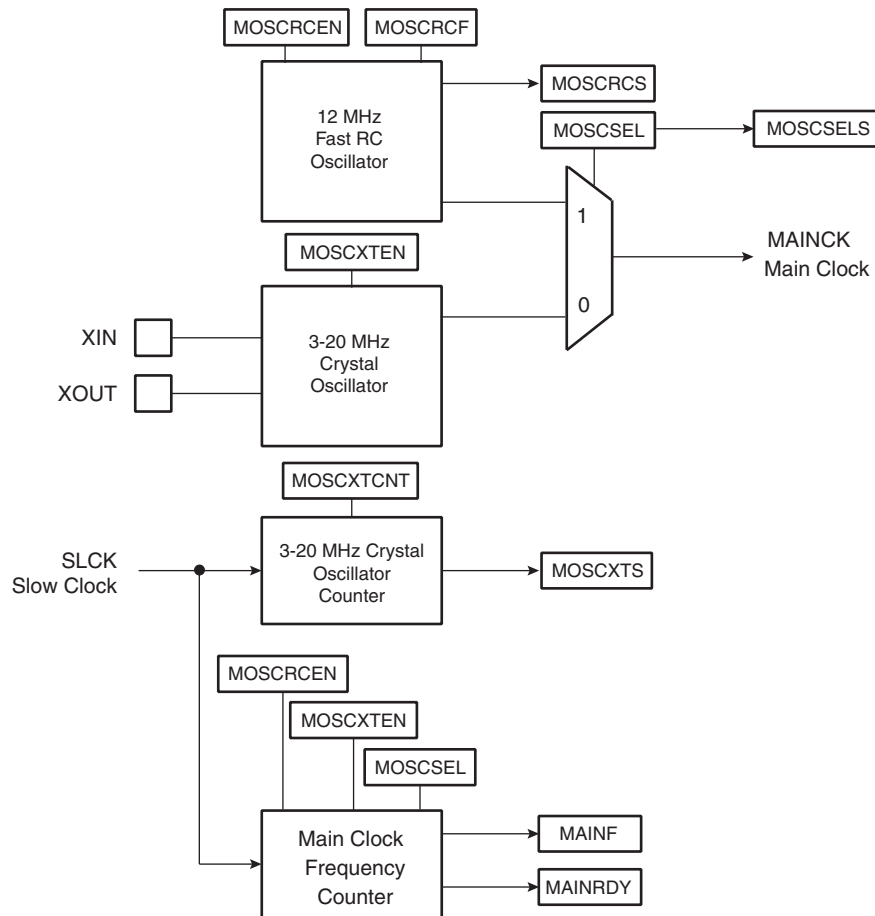 MOSCRCEN
MOSCRCF
12 MHz
Fast RC
Oscillator
MOSCRCS
MOSCSEL
MOSCSELS
1
0
MAINCK
Main Clock
MOSCXTEN
XIN
XOUT
3-20 MHz
Crystal
Oscillator
MOSCXTCNT
SLCK
Slow Clock
3-20 MHz Crystal
Oscillator
Counter
MOSCXTS
MOSCRCEN
MOSCXTEN
MOSCSEL
Main Clock
Frequency
Counter
MAINF
MAINRDY